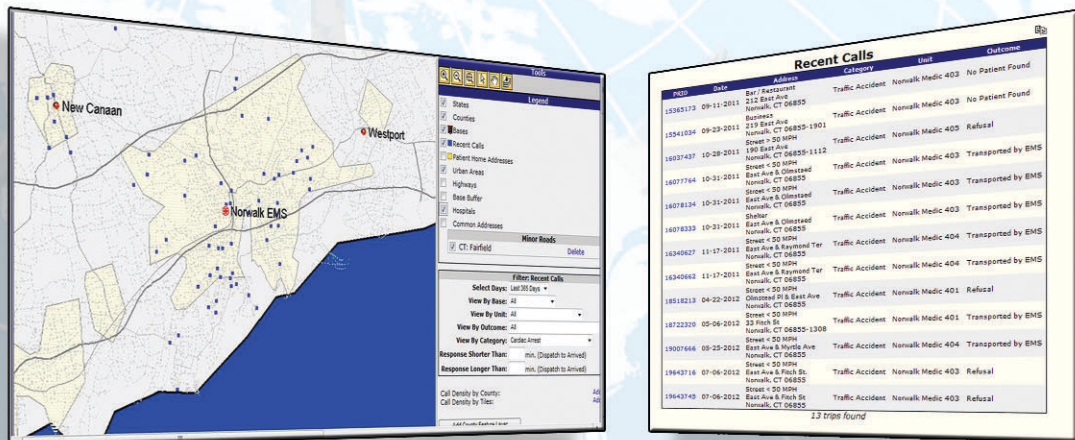 New Canaan
Westport
Norwalk EMS
Tools
Legend
States
Counties
Bases
Recent Calls
Patient Home Addresses
Urban Areas
Highways
Base Buffer
Hospitals
Common Addresses
Minor Roads
CT: Fairfield Delete
Filter: Recent Calls
Select Days: Last 365 Days
View By Base: All
View By Unit: All
View By Outcome: All
View By Category: Cardiac Arrest
Response Shorter Than: min. (Dispatch to Arrived)
Response Longer Than: min. (Dispatch to Arrived)
Call Density by County:
Call Density by Tiles:
Add County Feature Layer
Recent Calls
PRID Date Address Category Unit Outcome
Bar / Restaurant
15365173 09-11-2011 212 East Ave Traffic Accident Norwalk Medic 403 No Patient Found
Norwalk, CT 06855
Business
15541034 09-23-2011 219 East Ave Traffic Accident Norwalk Medic 403 No Patient Found
Norwalk, CT 06855-1901
Street > 50 MPH
16037437 10-28-2011 190 East Ave Traffic Accident Norwalk Medic 405 Refusal
Norwalk, CT 06855-1112
Street < 50 MPH
16077764 10-31-2011 East Ave & Olmstead Traffic Accident Norwalk Medic 403 Transported by EMS
Norwalk, CT 06855
Street < 50 MPH
16078134 10-31-2011 East Ave & Olmstead Traffic Accident Norwalk Medic 403 Transported by EMS
Norwalk, CT 06855
Shelter
16078333 10-31-2011 East Ave & Olmstead Traffic Accident Norwalk Medic 403 Transported by EMS
Norwalk, CT 06855
Street < 50 MPH
16340627 11-17-2011 East Ave & Raymond Ter Traffic Accident Norwalk Medic 404 Transported by EMS
Norwalk, CT 06855
Street < 50 MPH
16340662 11-17-2011 East Ave & Raymond Ter Traffic Accident Norwalk Medic 404 Transported by EMS
Norwalk, CT 06855
Street < 50 MPH
18518213 04-22-2012 Olmstead Pl & East Ave Traffic Accident Norwalk Medic 401 Refusal
Norwalk, CT 06855
Street < 50 MPH
18722320 05-06-2012 33 Fitch St Traffic Accident Norwalk Medic 401 Transported by EMS
Norwalk, CT 06855-1308
Street < 50 MPH
19007666 05-25-2012 East Ave & Myrtle Ave Traffic Accident Norwalk Medic 404 Transported by EMS
Norwalk, CT 06855
Street < 50 MPH
19643716 07-06-2012 East Ave & Fitch St. Traffic Accident Norwalk Medic 403 Refusal
Norwalk, CT 06855
Street < 50 MPH
19643745 07-06-2012 East Ave & Fitch St Traffic Accident Norwalk Medic 403 Refusal
Norwalk, CT 06855
13 trips found